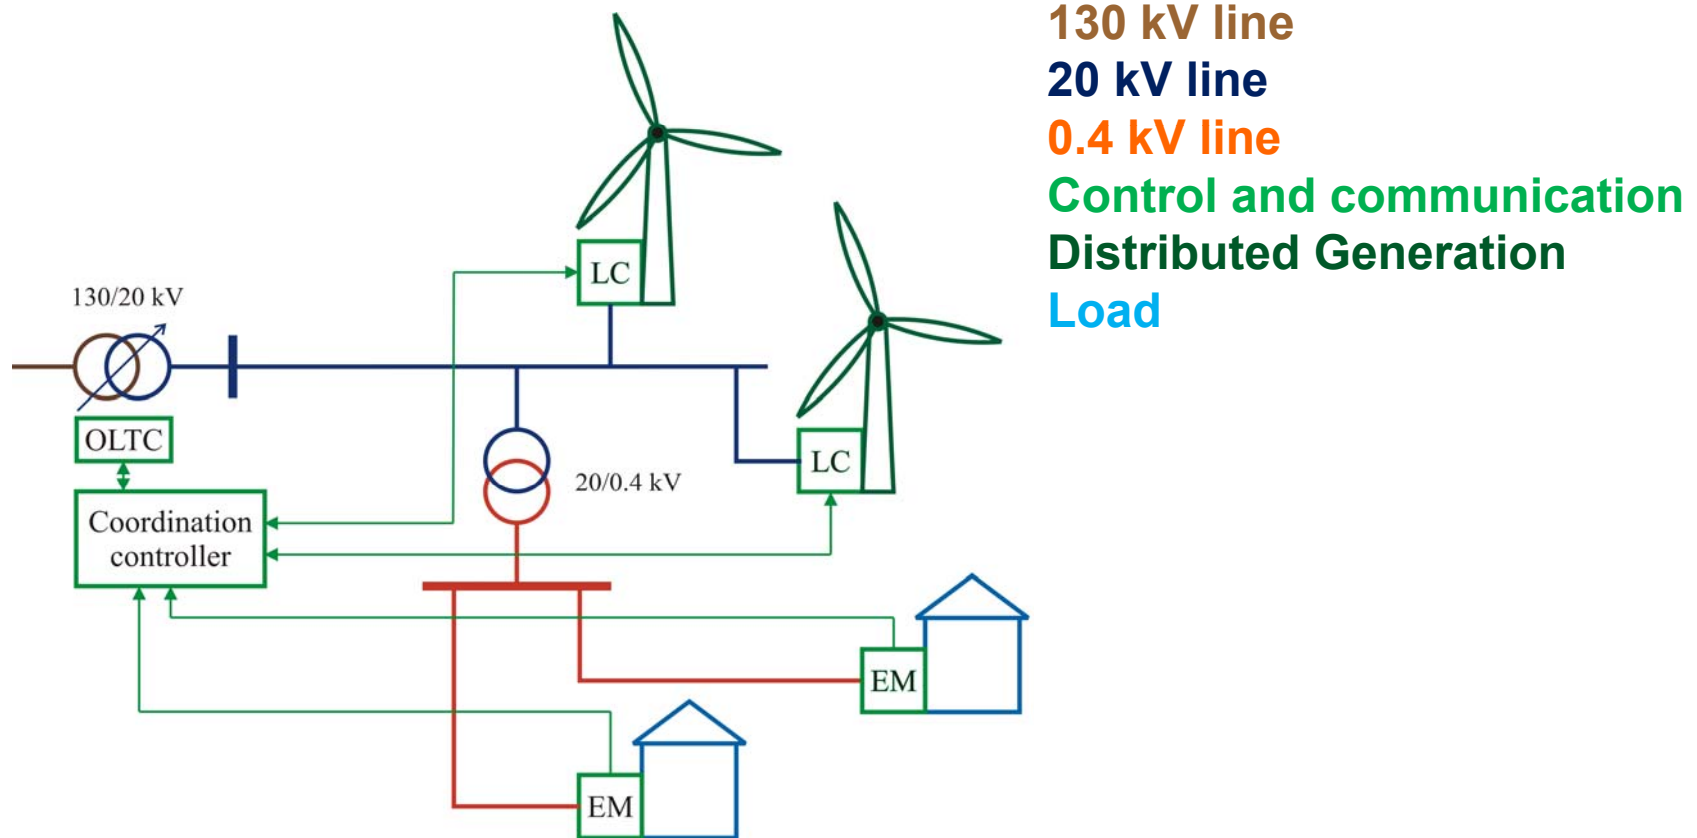 130 kV line
20 kV line
0.4 kV line
Control and communication
Distributed Generation
Load
LC
130/20 kV
OLTC
LC
20/0.4 kV
Coordination
controller
EM
EM